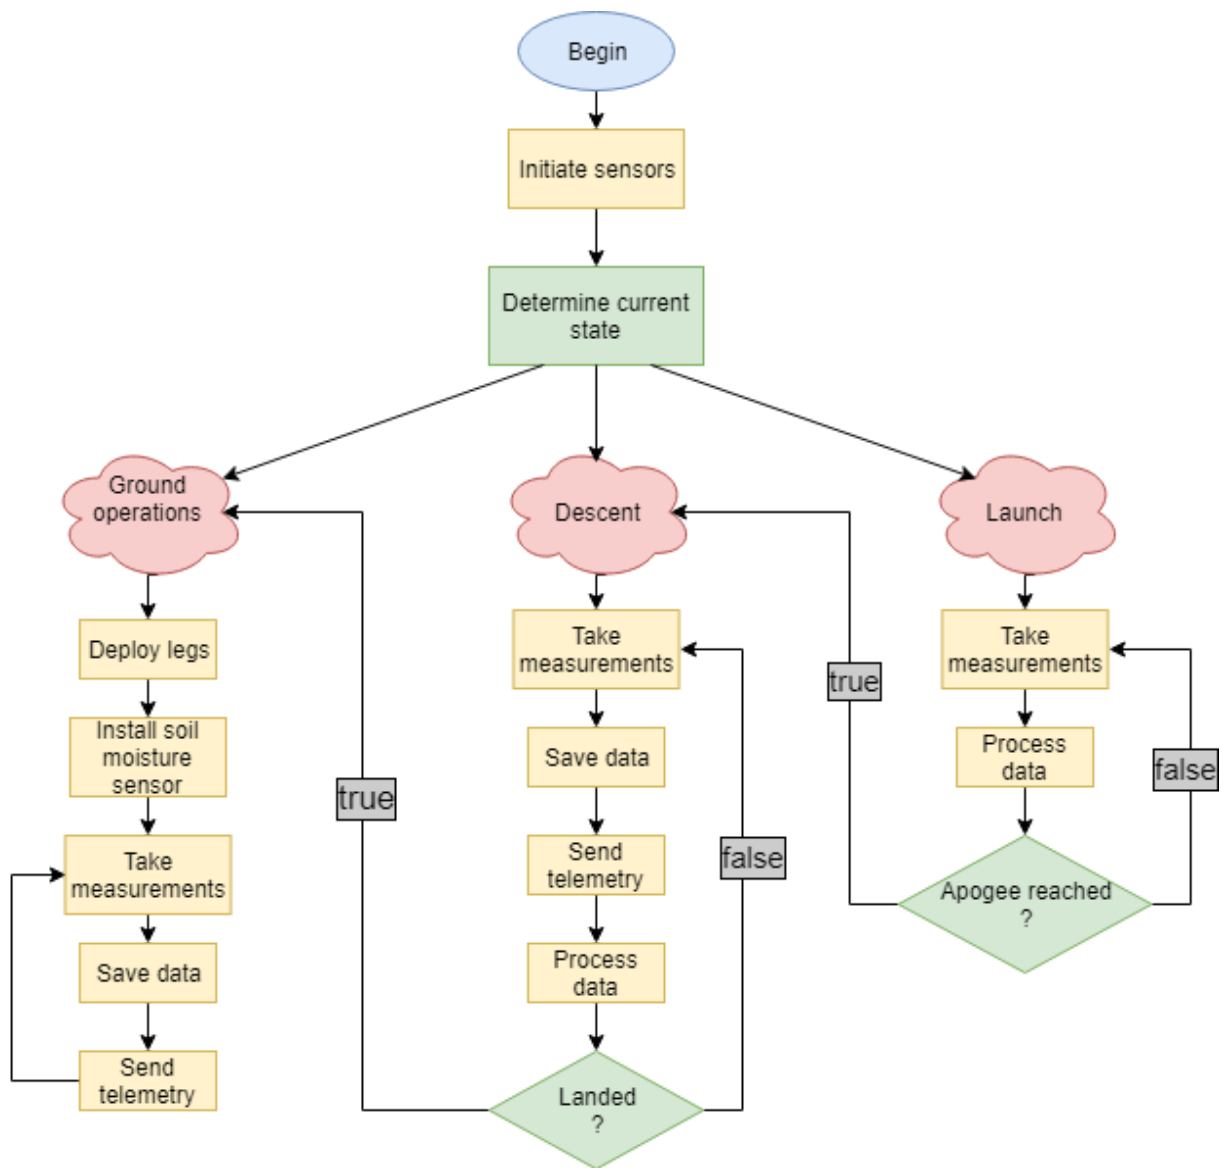 Begin
Initiate sensors
Determine current
state
Ground
operations
Descent
Launch
Deploy legs
Take
measurements
Take
measurements
true
Install soil
moisture
sensor
Save data
Process
data
false
true
Take
measurements
Send
telemetry
false
Apogee reached
?
Save data
Process
data
Send
telemetry
Landed
?